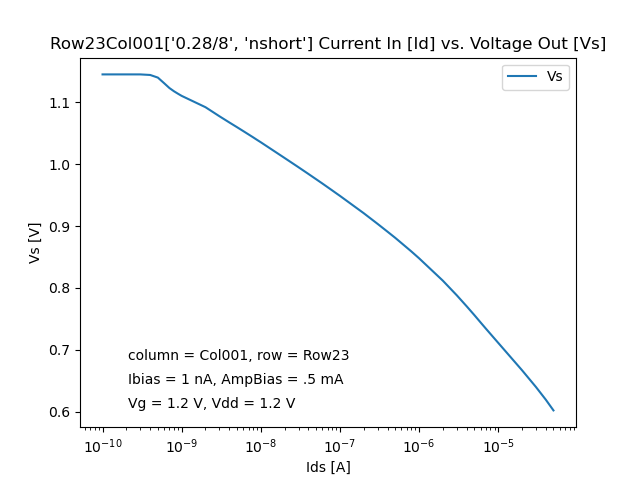 Row23Col001['0.28/8', 'nshort'] Current In [Id] vs. Voltage Out [Vs]
Vs
1.1
1.0
0.9
0.8
0.7
0.6
Vs [V]
column = Col001, row = Row23
Ibias = 1 nA, AmpBias = .5 mA
Vg = 1.2 V, Vdd = 1.2 V
10⁻¹⁰ 10⁻⁹ 10⁻⁸ 10⁻⁷ 10⁻⁶ 10⁻⁵
Ids [A]